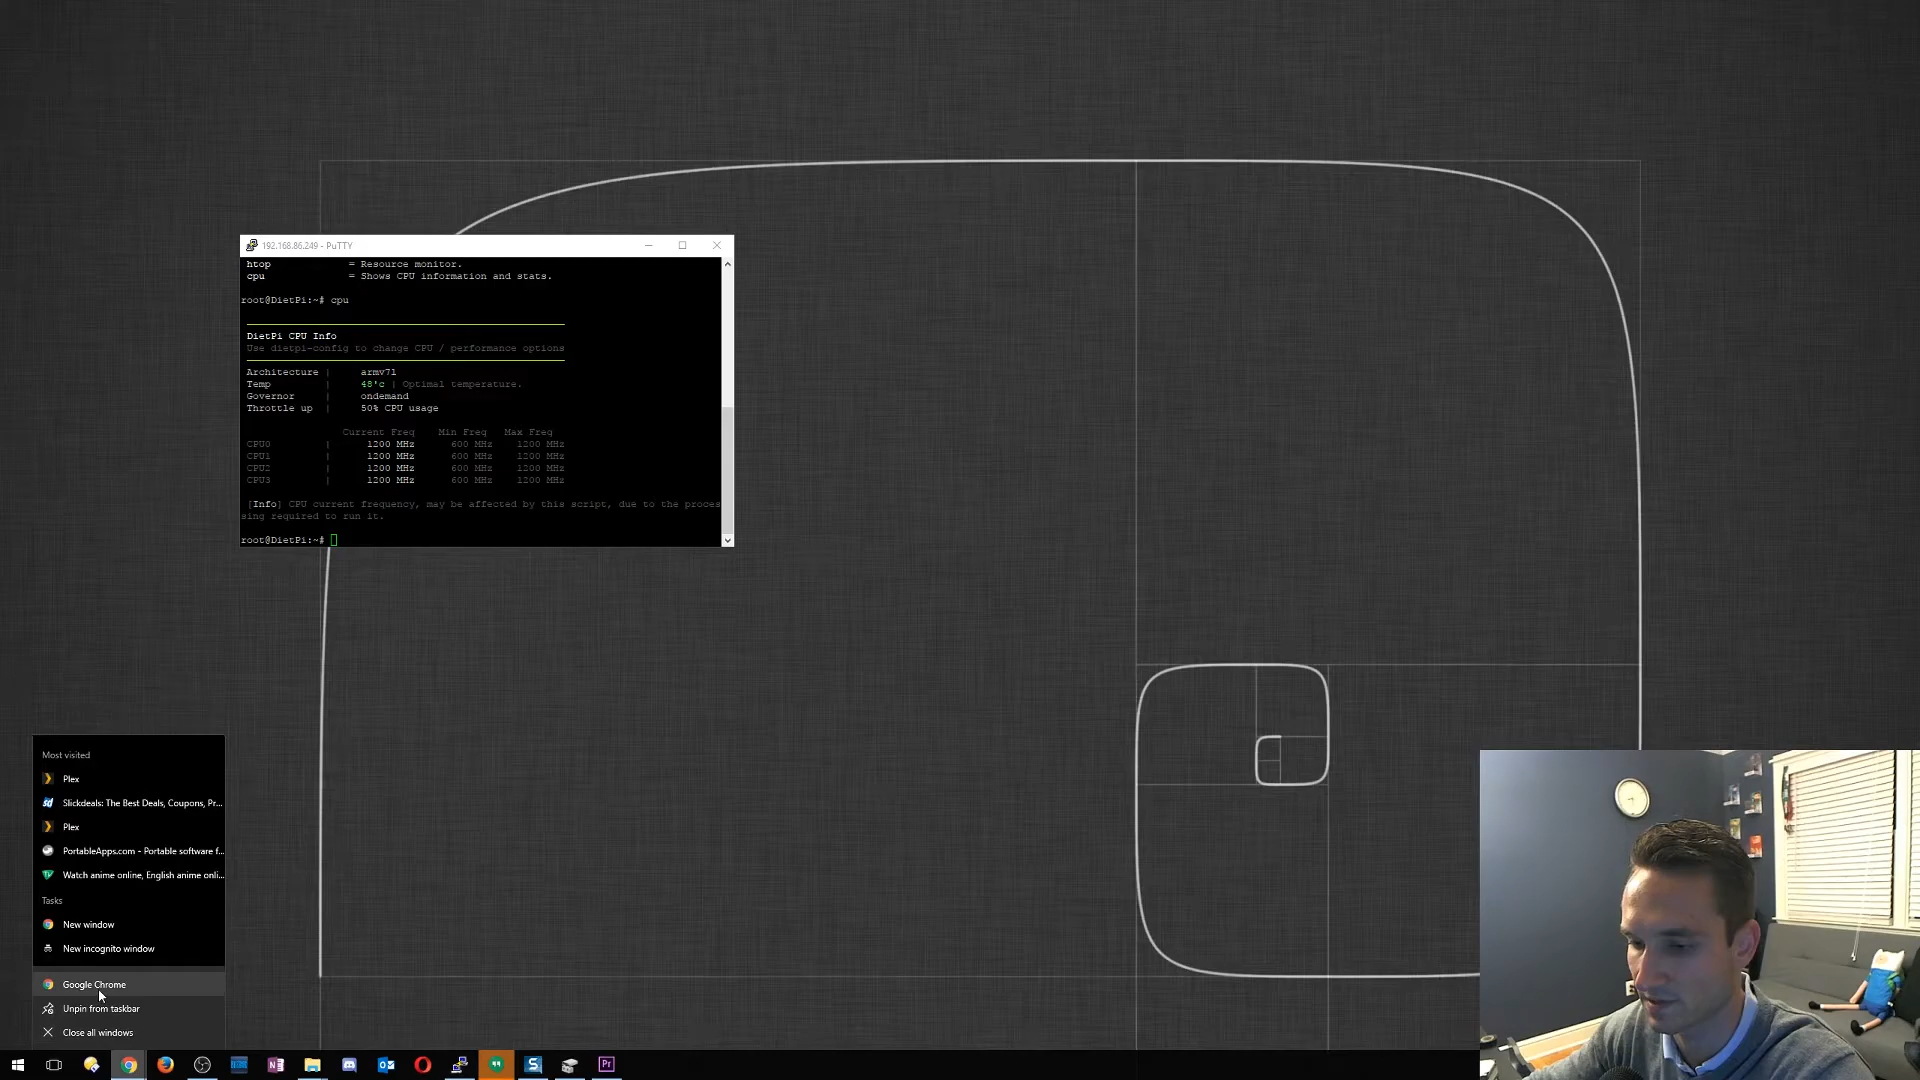 192.168.86.249 - PuTTY
htop = Resource monitor.
cpu = Shows CPU information and stats.
root@DietPi:~# cpu
DietPi CPU Info
Use dietpi-config to change CPU / performance options
Architecture | armv7l
Temp | 48'c | Optimal temperature.
Governor | ondemand
Throttle up | 50% CPU usage
Current Freq Min Freq Max Freq
CPU0 | 1200 MHz 600 MHz 1200 MHz
CPU1 | 1200 MHz 600 MHz 1200 MHz
CPU2 | 1200 MHz 600 MHz 1200 MHz
CPU3 | 1200 MHz 600 MHz 1200 MHz
[Info] CPU current frequency, may be affected by this script, due to the proces
sing required to run it.
root@DietPi:~#
Most visited
Plex
sd Slickdeals: The Best Deals, Coupons, Pr...
Plex
PortableApps.com - Portable software f...
Watch anime online, English anime onli...
Tasks
New window
New incognito window
Google Chrome
Unpin from taskbar
Close all windows
N
S
Pr